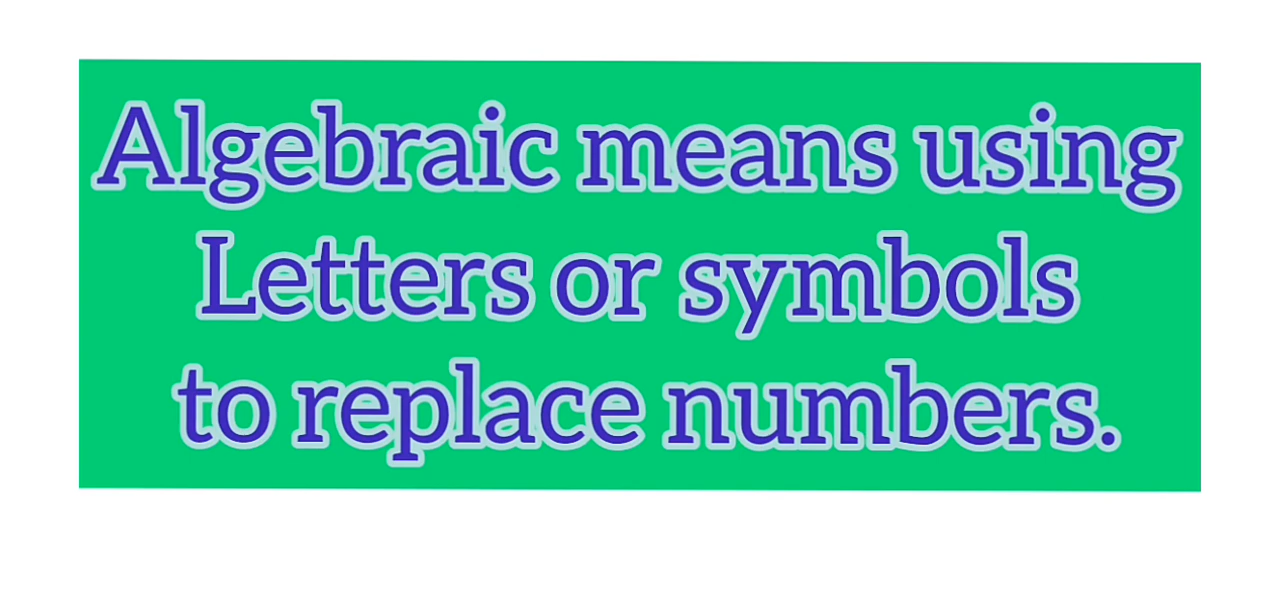 Algebraic means using
Letters or symbols
to replace numbers.